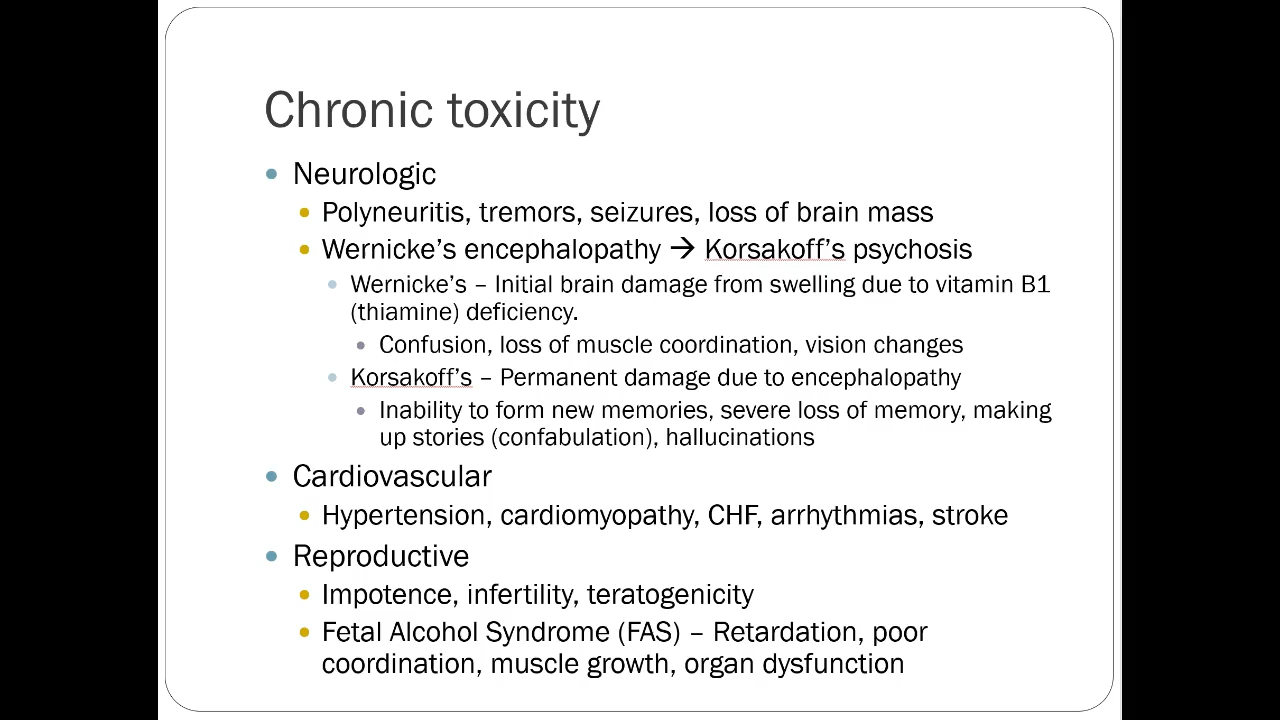 Chronic toxicity
• Neurologic
• Polyneuritis, tremors, seizures, loss of brain mass
• Wernicke's encephalopathy → Korsakoff's psychosis
• Wernicke's – Initial brain damage from swelling due to vitamin B1
(thiamine) deficiency.
• Confusion, loss of muscle coordination, vision changes
• Korsakoff's – Permanent damage due to encephalopathy
• Inability to form new memories, severe loss of memory, making
up stories (confabulation), hallucinations
• Cardiovascular
• Hypertension, cardiomyopathy, CHF, arrhythmias, stroke
• Reproductive
• Impotence, infertility, teratogenicity
• Fetal Alcohol Syndrome (FAS) – Retardation, poor
coordination, muscle growth, organ dysfunction